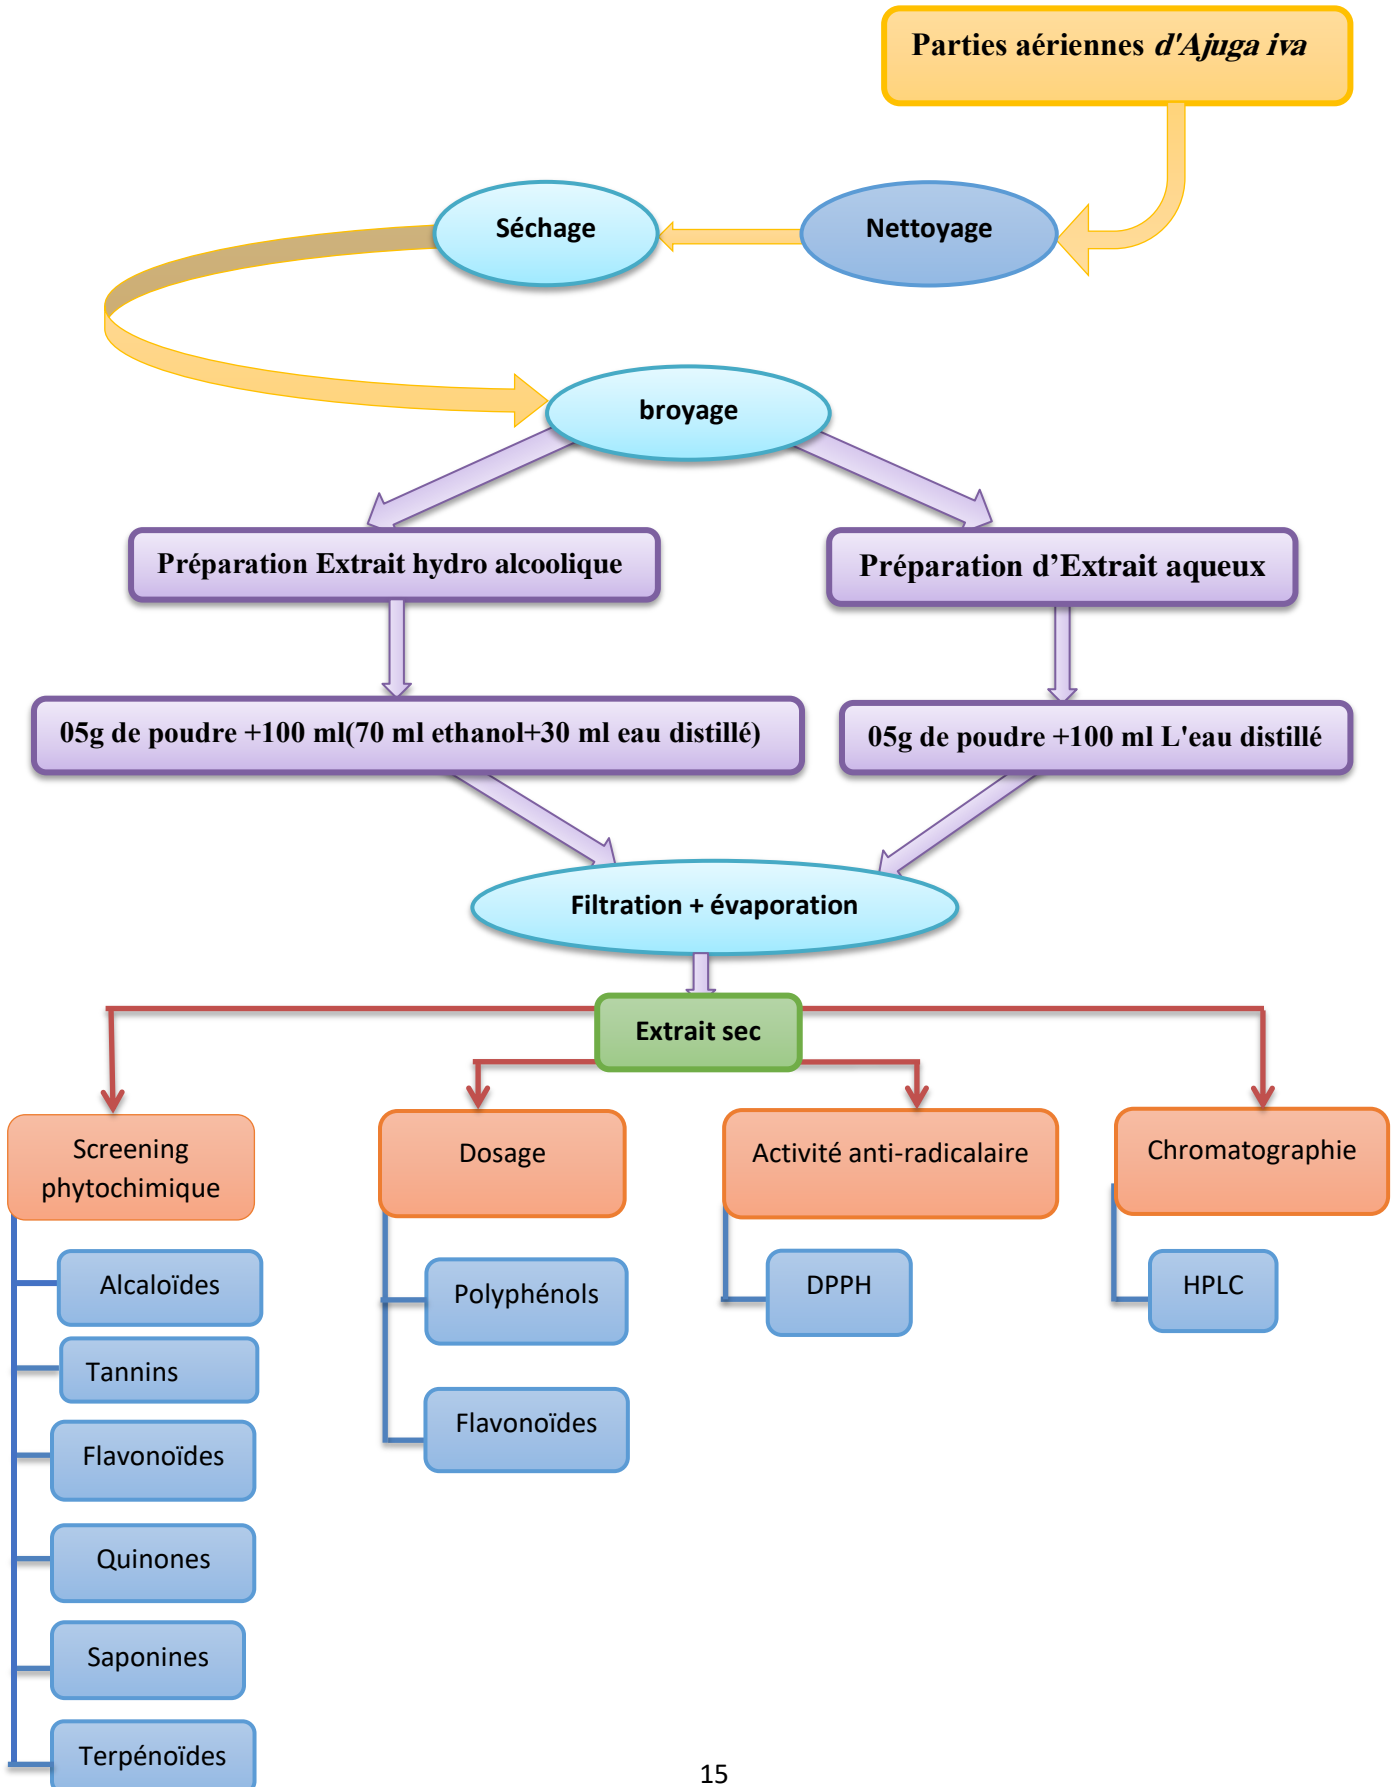 Parties aériennes d'Ajuga iva
Nettoyage
Séchage
broyage
Préparation Extrait hydro alcoolique
Préparation d’Extrait aqueux
05g de poudre +100 ml(70 ml ethanol+30 ml eau distillé)
05g de poudre +100 ml L'eau distillé
Filtration + évaporation
Extrait sec
Screening
phytochimique
Alcaloïdes
Tannins
Flavonoïdes
Quinones
Saponines
Terpénoïdes
Dosage
Polyphénols
Flavonoïdes
Activité anti-radicalaire
DPPH
Chromatographie
HPLC
15